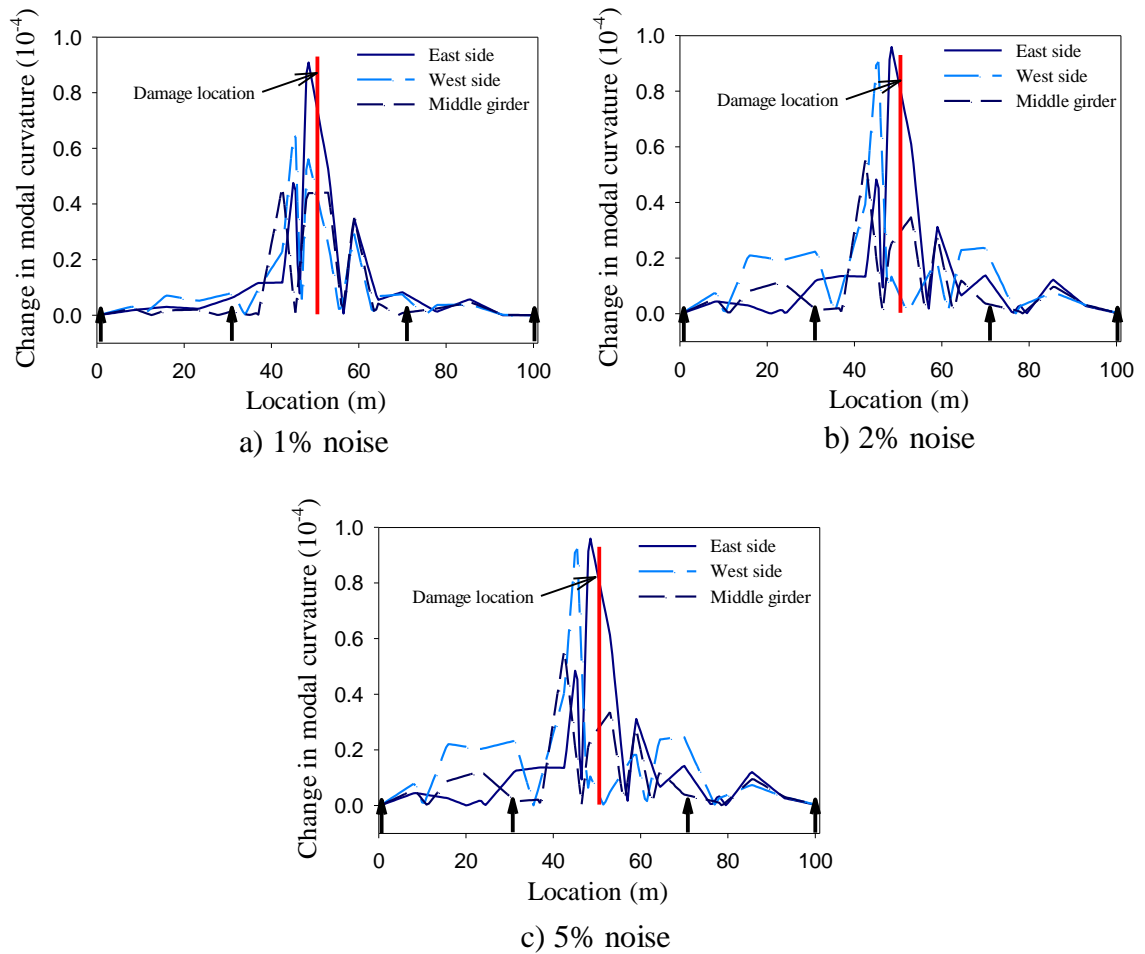 Change in modal curvature (10-4)
1.0
0.8
0.6
0.4
0.2
0.0
East side
West side
Middle girder
Damage location
0 20 40 60 80 100
Location (m)
a) 1% noise
Change in modal curvature (10-4)
1.0
0.8
0.6
0.4
0.2
0.0
East side
West side
Middle girder
Damage location
0 20 40 60 80 100
Location (m)
b) 2% noise
Change in modal curvature (10-4)
1.0
0.8
0.6
0.4
0.2
0.0
East side
West side
Middle girder
Damage location
0 20 40 60 80 100
Location (m)
c) 5% noise